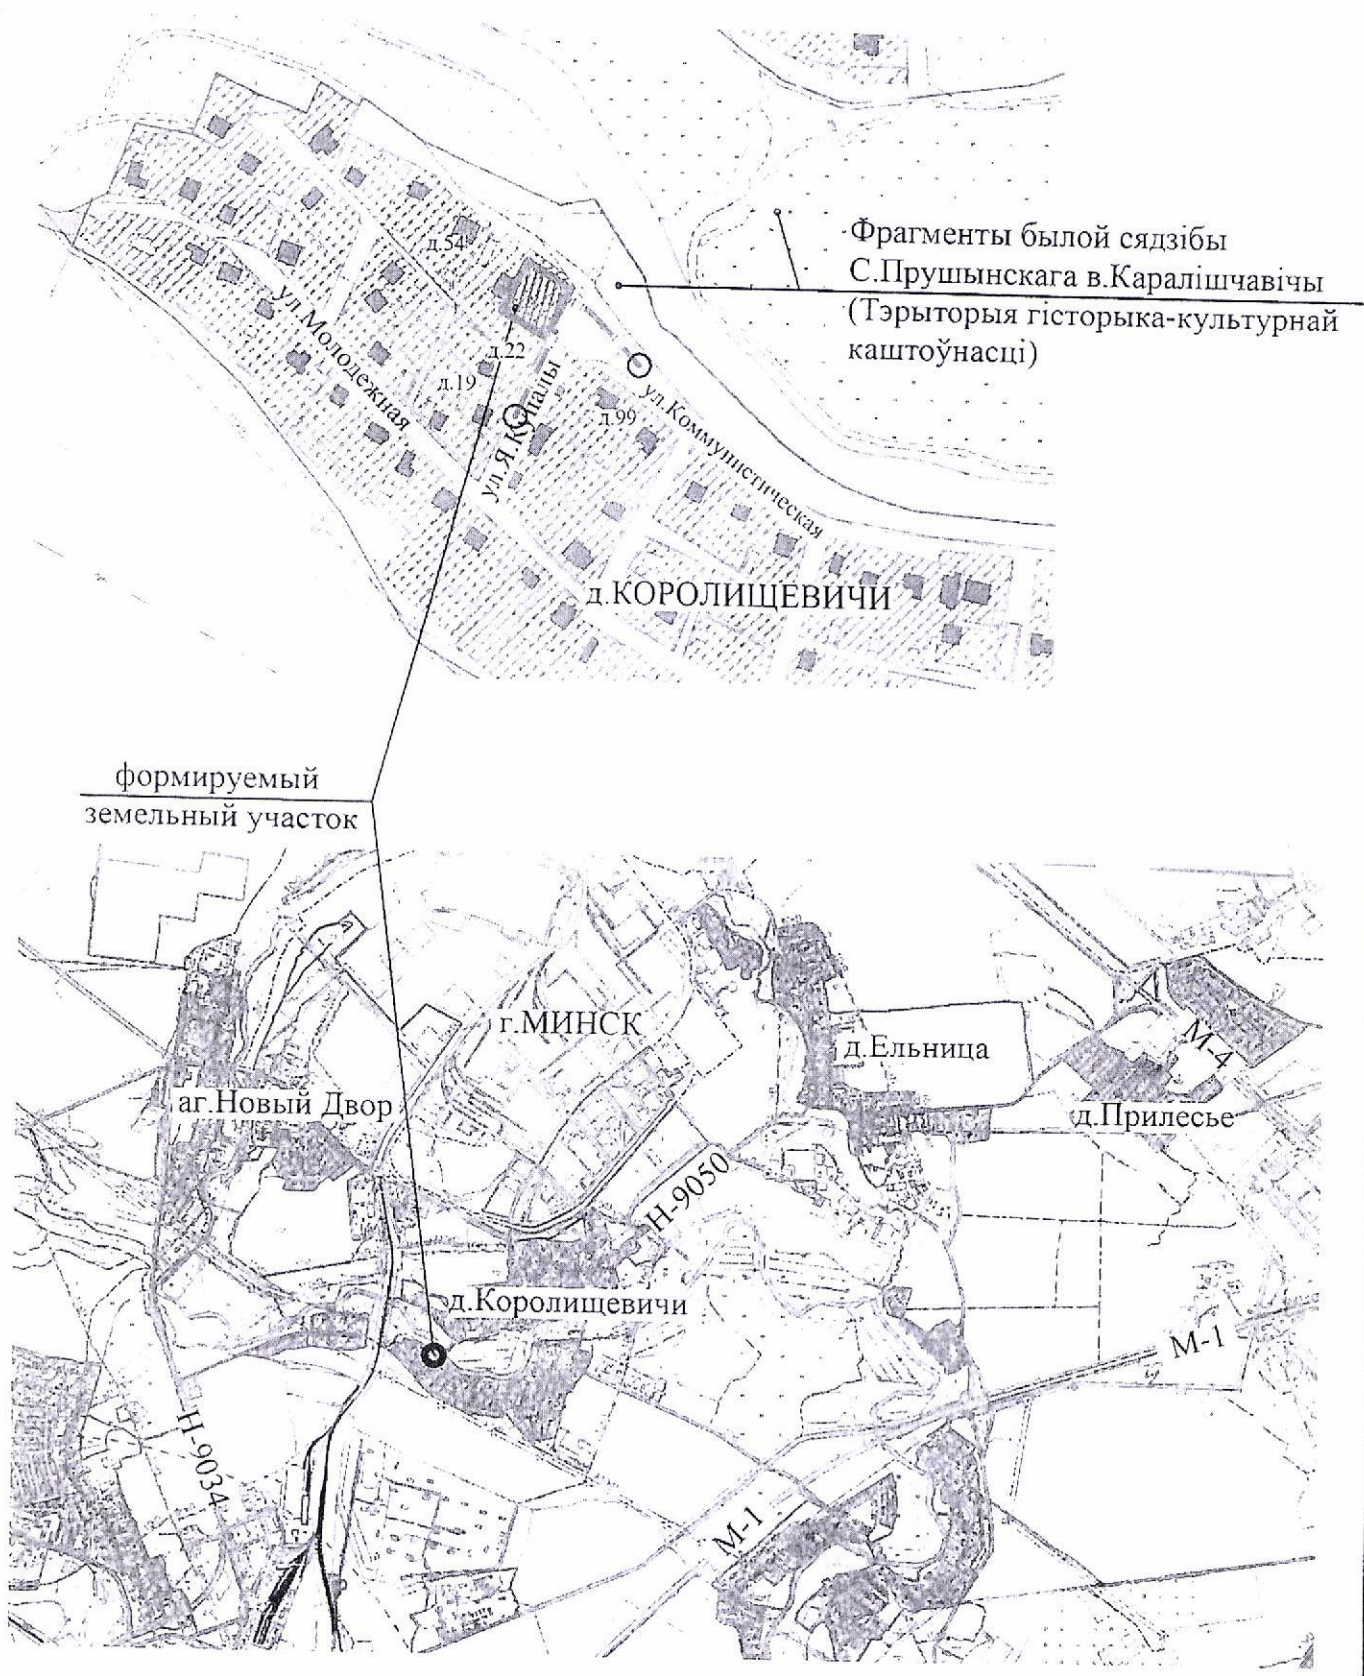 Фрагменты былой сядзібы
С.Прушынскага в.Каралішчавічы
(Тэрыторыя гісторыка-культурнай
каштоўнасці)
д.54
ул.Молодежная
д.22
д.19
ул.Я.Купалы
д.99
ул.Коммунистическая
д.КОРОЛИЩЕВИЧИ
формируемый
земельный участок
г.МИНСК
д.Ельница
М-4
аг.Новый Двор
д.Прилесье
Н-9050
д.Королищевичи
М-1
Н-9034
М-1